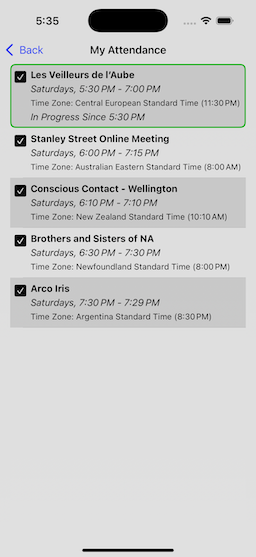 5:35
Back
My Attendance
Les Veilleurs de l'Aube
Saturdays, 5:30 PM - 7:00 PM
Time Zone: Central European Standard Time (11:30 PM)
In Progress Since 5:30 PM
Stanley Street Online Meeting
Saturdays, 6:00 PM - 7:15 PM
Time Zone: Australian Eastern Standard Time (8:00 AM)
Conscious Contact - Wellington
Saturdays, 6:10 PM - 7:10 PM
Time Zone: New Zealand Standard Time (10:10 AM)
Brothers and Sisters of NA
Saturdays, 6:30 PM - 7:30 PM
Time Zone: Newfoundland Standard Time (8:00 PM)
Arco Iris
Saturdays, 7:30 PM - 7:29 PM
Time Zone: Argentina Standard Time (8:30 PM)